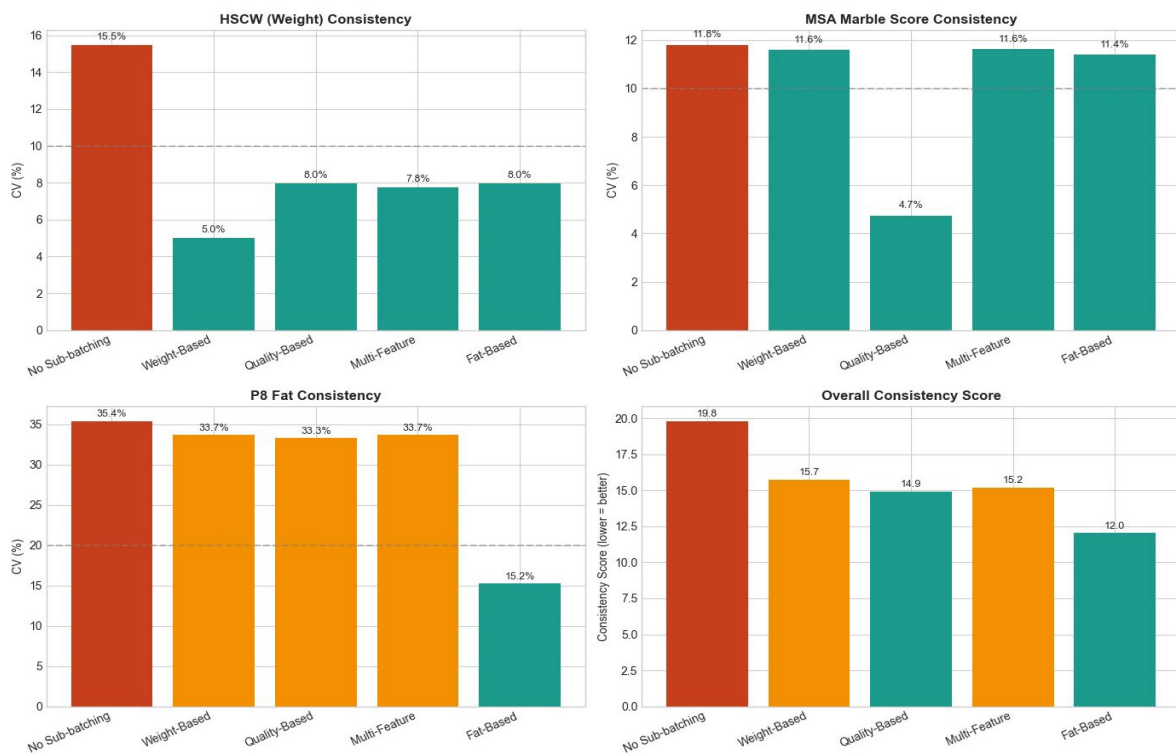 HSCW (Weight) Consistency
CV (%)
16
14
12
10
8
6
4
2
0
15.5%
5.0%
8.0%
7.8%
8.0%
No Sub-batching
Weight-Based
Quality-Based
Multi-Feature
Fat-Based
MSA Marble Score Consistency
CV (%)
12
10
8
6
4
2
0
11.8%
11.6%
4.7%
11.6%
11.4%
No Sub-batching
Weight-Based
Quality-Based
Multi-Feature
Fat-Based
P8 Fat Consistency
CV (%)
35
30
25
20
15
10
5
0
35.4%
33.7%
33.3%
33.7%
15.2%
No Sub-batching
Weight-Based
Quality-Based
Multi-Feature
Fat-Based
Overall Consistency Score
Consistency Score (lower = better)
20.0
17.5
15.0
12.5
10.0
7.5
5.0
2.5
0.0
19.8
15.7
14.9
15.2
12.0
No Sub-batching
Weight-Based
Quality-Based
Multi-Feature
Fat-Based